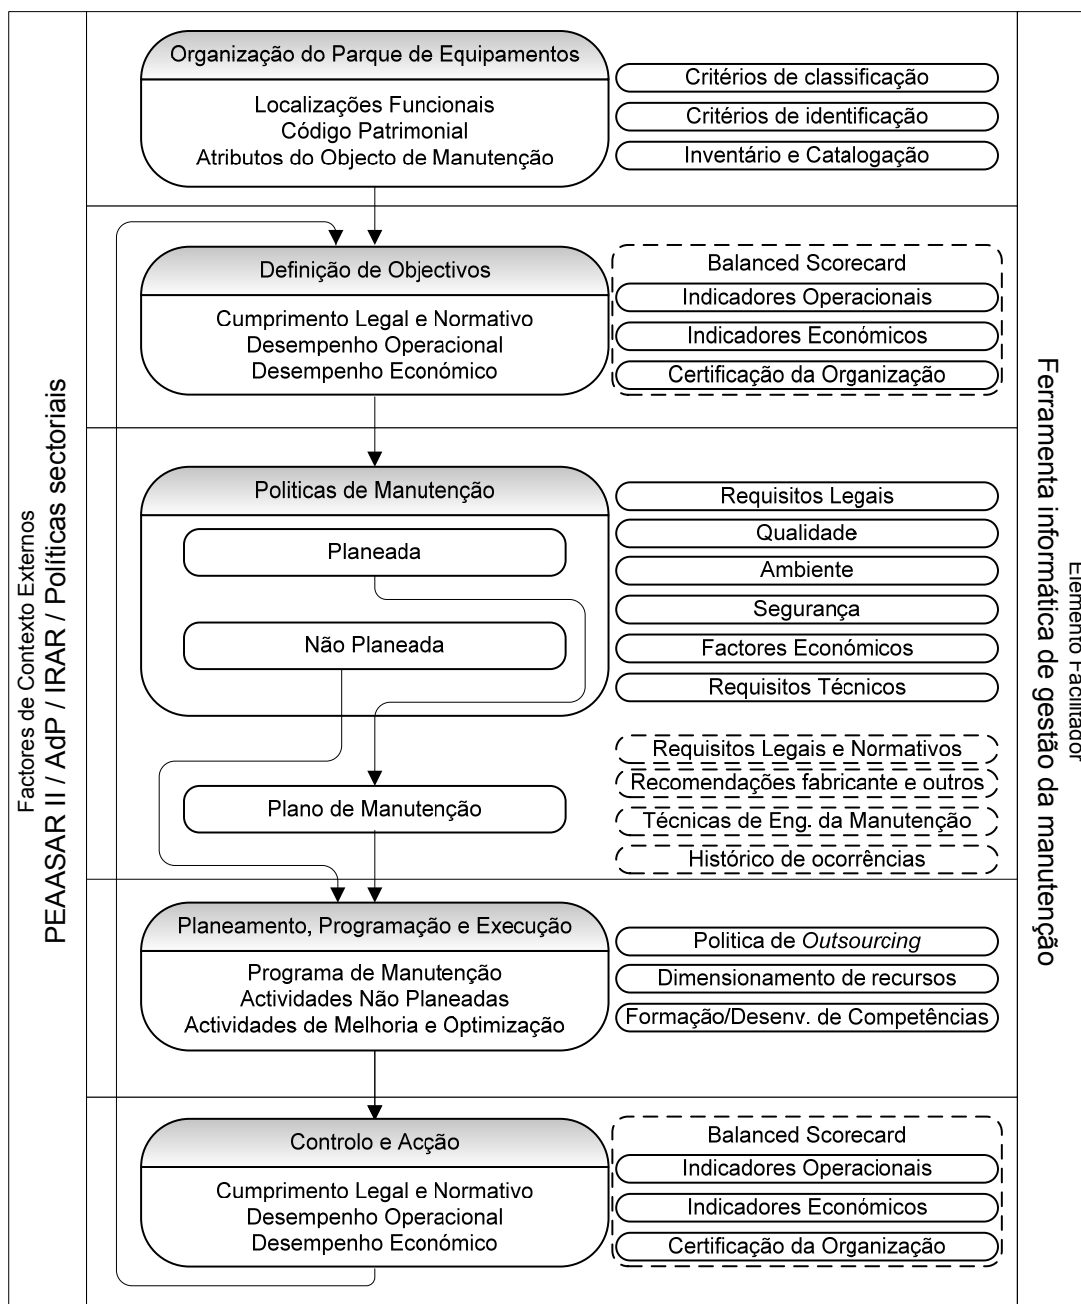 Factores de Contexto Externos
PEAASAR II / AdP / IRAR / Políticas sectoriais
Organização do Parque de Equipamentos
Localizações Funcionais
Código Patrimonial
Atributos do Objecto de Manutenção
Critérios de classificação
Critérios de identificação
Inventário e Catalogação
Definição de Objectivos
Cumprimento Legal e Normativo
Desempenho Operacional
Desempenho Económico
Balanced Scorecard
Indicadores Operacionais
Indicadores Económicos
Certificação da Organização
Politicas de Manutenção
Planeada
Não Planeada
Plano de Manutenção
Requisitos Legais
Qualidade
Ambiente
Segurança
Factores Económicos
Requisitos Técnicos
Requisitos Legais e Normativos
Recomendações fabricante e outros
Técnicas de Eng. da Manutenção
Histórico de ocorrências
Planeamento, Programação e Execução
Programa de Manutenção
Actividades Não Planeadas
Actividades de Melhoria e Optimização
Politica de Outsourcing
Dimensionamento de recursos
Formação/Desenv. de Competências
Controlo e Acção
Cumprimento Legal e Normativo
Desempenho Operacional
Desempenho Económico
Balanced Scorecard
Indicadores Operacionais
Indicadores Económicos
Certificação da Organização
Elemento Facilitador
Ferramenta informática de gestão da manutenção